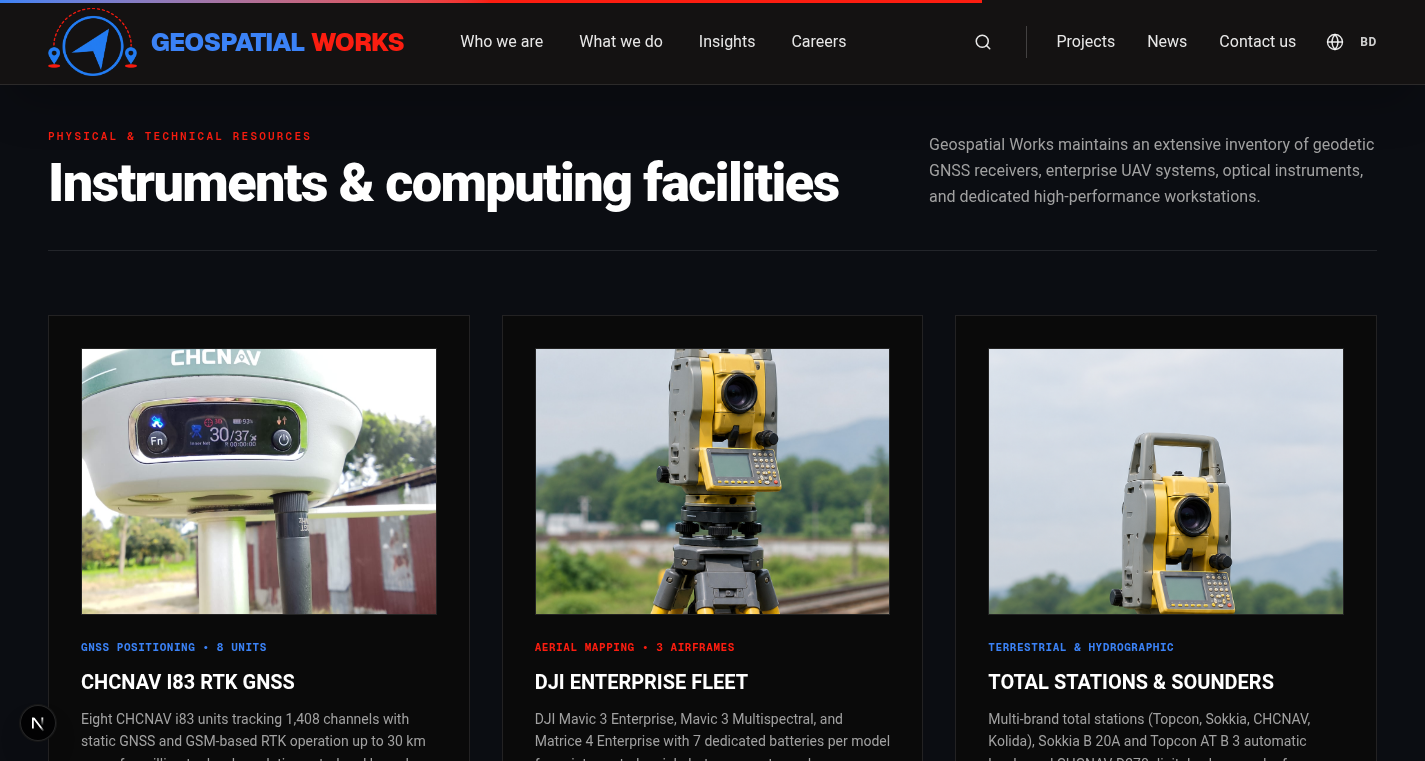 GEOSPATIAL WORKS
Who we are
What we do
Insights
Careers
Projects
News
Contact us
BD
PHYSICAL & TECHNICAL RESOURCES
Instruments & computing facilities
Geospatial Works maintains an extensive inventory of geodetic
GNSS receivers, enterprise UAV systems, optical instruments,
and dedicated high-performance workstations.
CHCNAV
Fn
30/37
GNSS POSITIONING • 8 UNITS
CHCNAV I83 RTK GNSS
Eight CHCNAV i83 units tracking 1,408 channels with
static GNSS and GSM-based RTK operation up to 30 km
AERIAL MAPPING • 3 AIRFRAMES
DJI ENTERPRISE FLEET
DJI Mavic 3 Enterprise, Mavic 3 Multispectral, and
Matrice 4 Enterprise with 7 dedicated batteries per model
TERRESTRIAL & HYDROGRAPHIC
TOTAL STATIONS & SOUNDERS
Multi-brand total stations (Topcon, Sokkia, CHCNAV,
Kolida), Sokkia B 20A and Topcon AT B 3 automatic
N